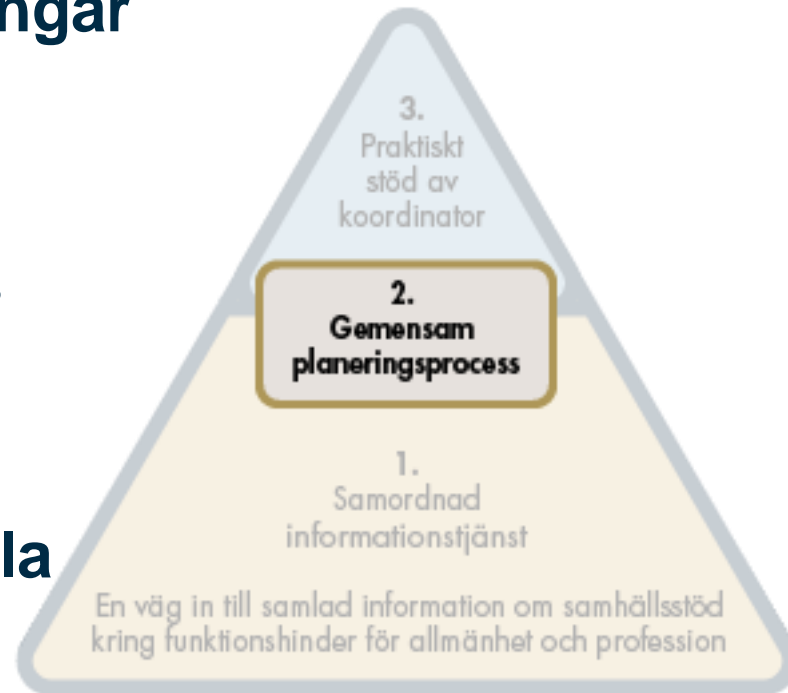 ngar
3.
Praktiskt
stöd av
koordinator
2.
Gemensam
planeringsprocess
1.
Samordnad
informationstjänst
la
En väg in till samlad information om samhällsstöd
kring funktionshinder för allmänhet och profession